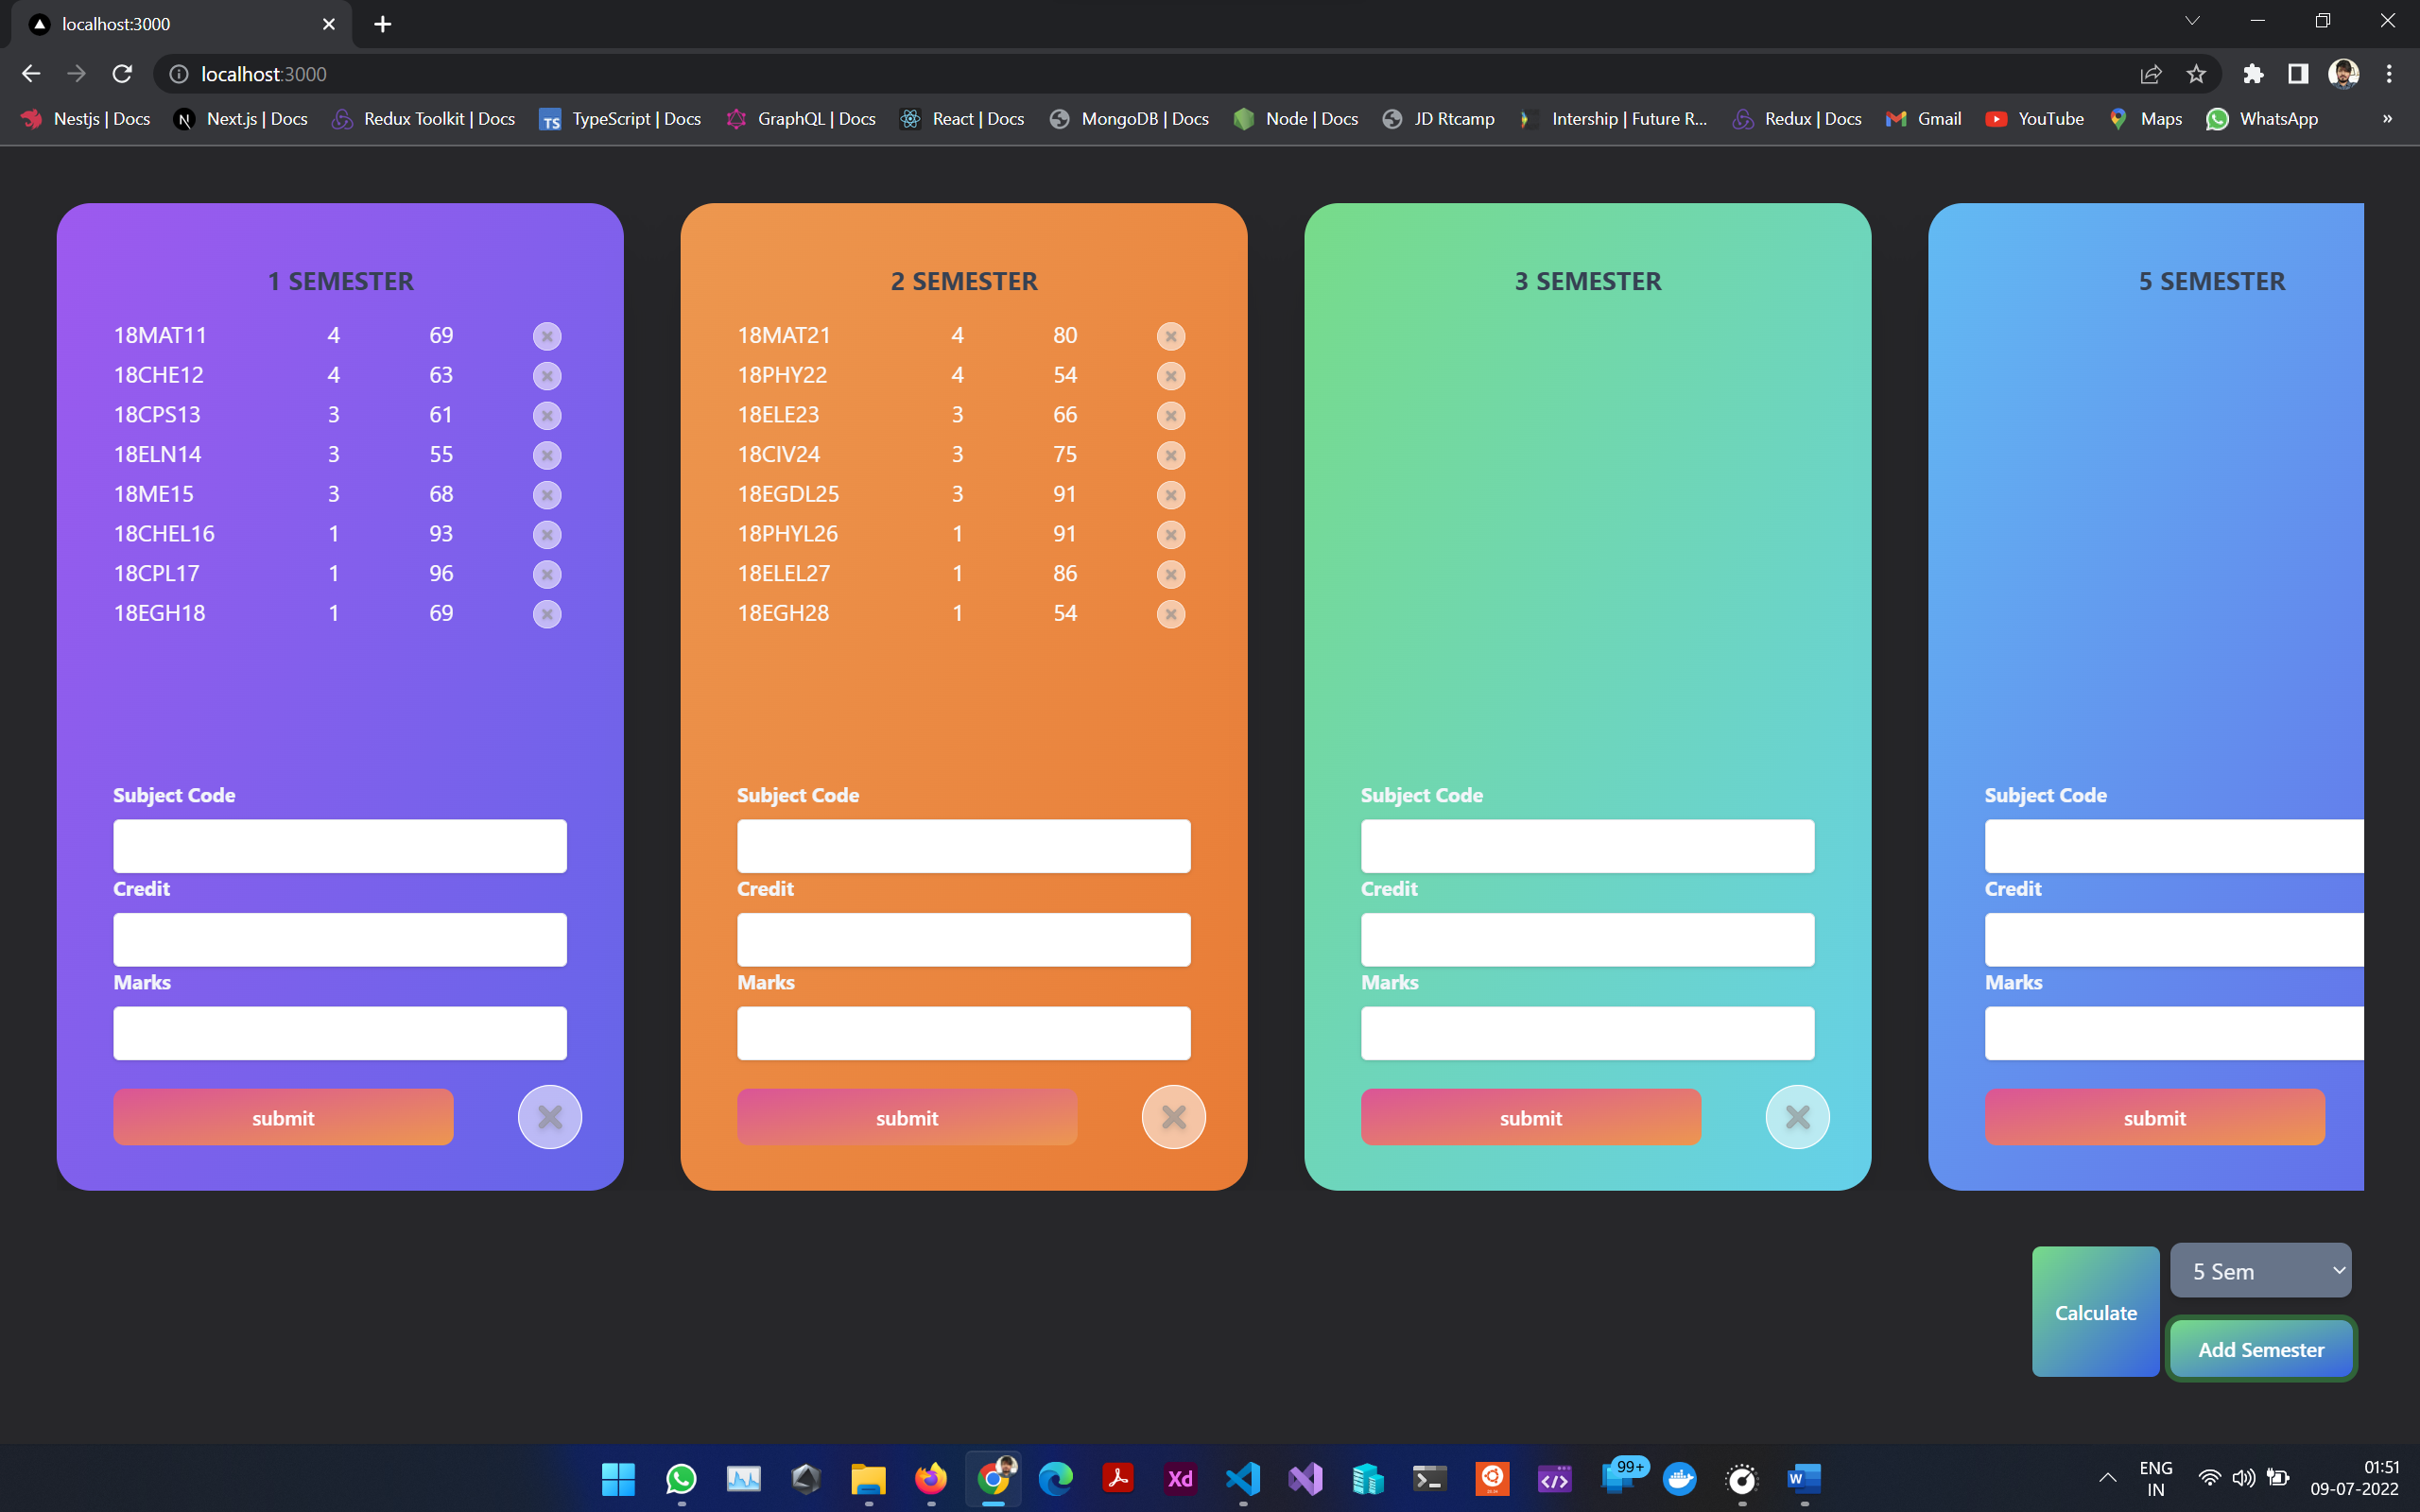 localhost:3000
localhost:3000
Nestjs | Docs
Next.js | Docs
Redux Toolkit | Docs
TS
TypeScript | Docs
GraphQL | Docs
React | Docs
MongoDB | Docs
Node | Docs
JD Rtcamp
Intership | Future R...
Redux | Docs
Gmail
YouTube
Maps
WhatsApp
»
1 SEMESTER
18MAT11 4 69
18CHE12 4 63
18CPS13 3 61
18ELN14 3 55
18ME15 3 68
18CHEL16 1 93
18CPL17 1 96
18EGH18 1 69
Subject Code
Credit
Marks
submit
2 SEMESTER
18MAT21 4 80
18PHY22 4 54
18ELE23 3 66
18CIV24 3 75
18EGDL25 3 91
18PHYL26 1 91
18ELEL27 1 86
18EGH28 1 54
Subject Code
Credit
Marks
submit
3 SEMESTER
Subject Code
Credit
Marks
submit
5 SEMESTER
Subject Code
Credit
Marks
submit
Calculate
5 Sem
Add Semester
Xd
99+
W
ENG
IN
01:51
09-07-2022